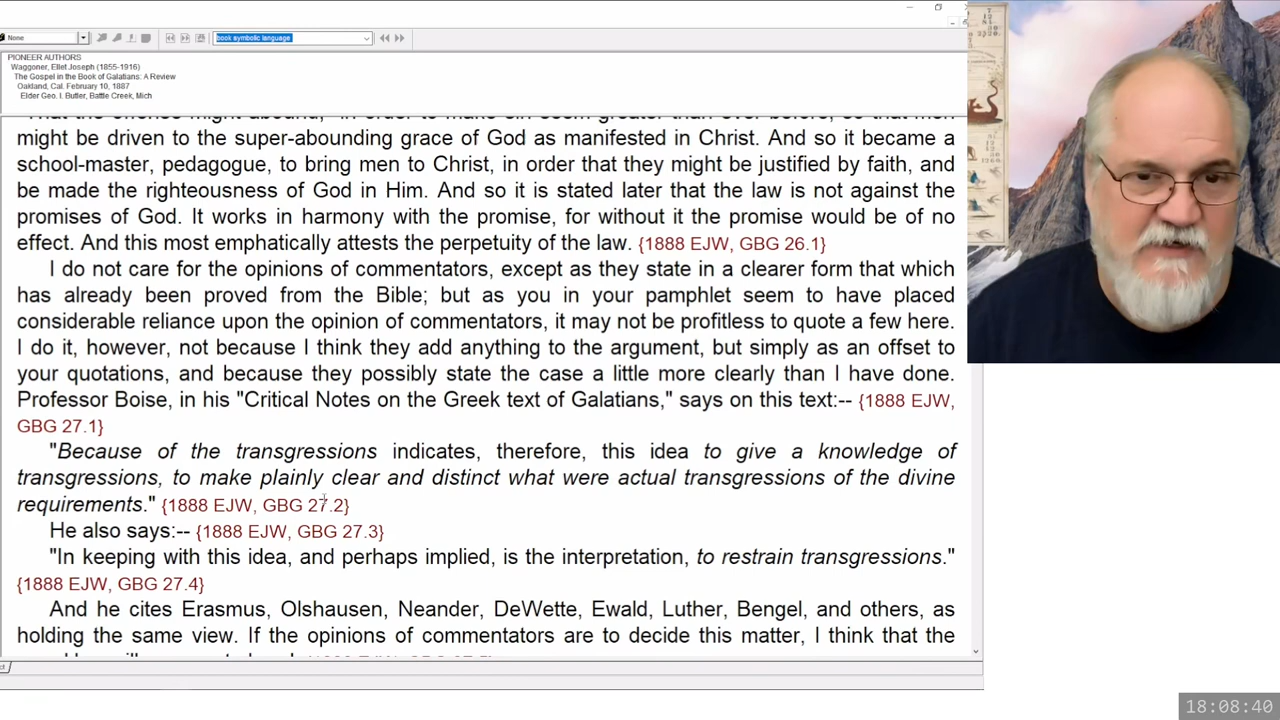 None
book symbolic language
PIONEER AUTHORS
Waggoner, Ellet Joseph (1855-1916)
The Gospel in the Book of Galatians: A Review
Oakland, Cal. February 10, 1887
Elder Geo. I. Butler, Battle Creek, Mich
might be driven to the super-abounding grace of God as manifested in Christ. And so it became a
school-master, pedagogue, to bring men to Christ, in order that they might be justified by faith, and
be made the righteousness of God in Him. And so it is stated later that the law is not against the
promises of God. It works in harmony with the promise, for without it the promise would be of no
effect. And this most emphatically attests the perpetuity of the law. {1888 EJW, GBG 26.1}
I do not care for the opinions of commentators, except as they state in a clearer form that which
has already been proved from the Bible; but as you in your pamphlet seem to have placed
considerable reliance upon the opinion of commentators, it may not be profitless to quote a few here.
I do it, however, not because I think they add anything to the argument, but simply as an offset to
your quotations, and because they possibly state the case a little more clearly than I have done.
Professor Boise, in his "Critical Notes on the Greek text of Galatians," says on this text:-- {1888 EJW,
GBG 27.1}
"Because of the transgressions indicates, therefore, this idea to give a knowledge of
transgressions, to make plainly clear and distinct what were actual transgressions of the divine
requirements." {1888 EJW, GBG 27.2}
He also says:-- {1888 EJW, GBG 27.3}
"In keeping with this idea, and perhaps implied, is the interpretation, to restrain transgressions."
{1888 EJW, GBG 27.4}
And he cites Erasmus, Olshausen, Neander, DeWette, Ewald, Luther, Bengel, and others, as
holding the same view. If the opinions of commentators are to decide this matter, I think that the
18:08:40